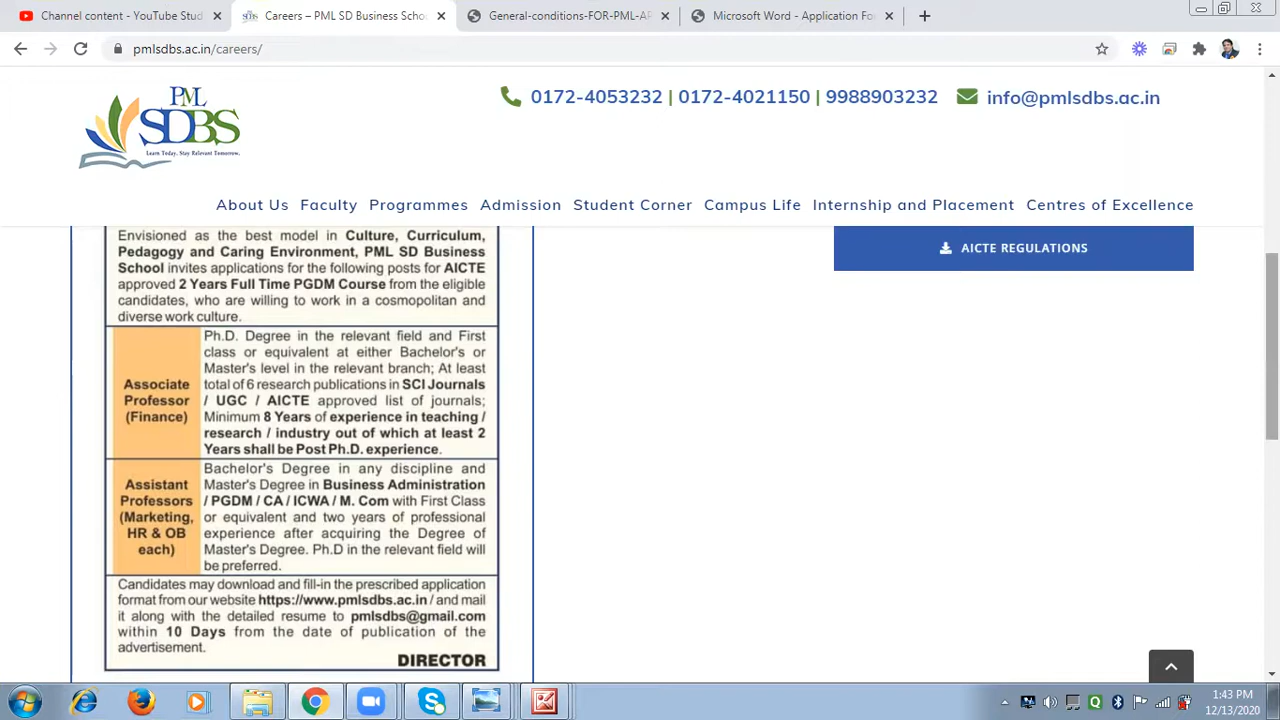 Channel content - YouTube Stud
Careers – PML SD Business Schoo
General-conditions-FOR-PML-AP
Microsoft Word - Application Fo
pmlsdbs.ac.in/careers/
PML
SDBS
Learn Today. Stay Relevant Tomorrow.
0172-4053232 | 0172-4021150 | 9988903232
info@pmlsdbs.ac.in
About Us Faculty Programmes Admission Student Corner Campus Life Internship and Placement Centres of Excellence
AICTE REGULATIONS
Envisioned as the best model in Culture, Curriculum,
Pedagogy and Caring Environment, PML SD Business
School invites applications for the following posts for AICTE
approved 2 Years Full Time PGDM Course from the eligible
candidates, who are willing to work in a cosmopolitan and
diverse work culture.
Associate
Professor
(Finance)
Ph.D. Degree in the relevant field and First
class or equivalent at either Bachelor's or
Master's level in the relevant branch; At least
total of 6 research publications in SCI Journals
/ UGC / AICTE approved list of journals;
Minimum 8 Years of experience in teaching /
research / industry out of which at least 2
Years shall be Post Ph.D. experience.
Assistant
Professors
(Marketing,
HR & OB
each)
Bachelor's Degree in any discipline and
Master's Degree in Business Administration
/ PGDM / CA / ICWA / M. Com with First Class
or equivalent and two years of professional
experience after acquiring the Degree of
Master's Degree. Ph.D in the relevant field will
be preferred.
Candidates may download and fill-in the prescribed application
format from our website https://www.pmlsdbs.ac.in / and mail
it along with the detailed resume to pmlsdbs@gmail.com
within 10 Days from the date of publication of the
advertisement.
DIRECTOR
1:43 PM
12/13/2020